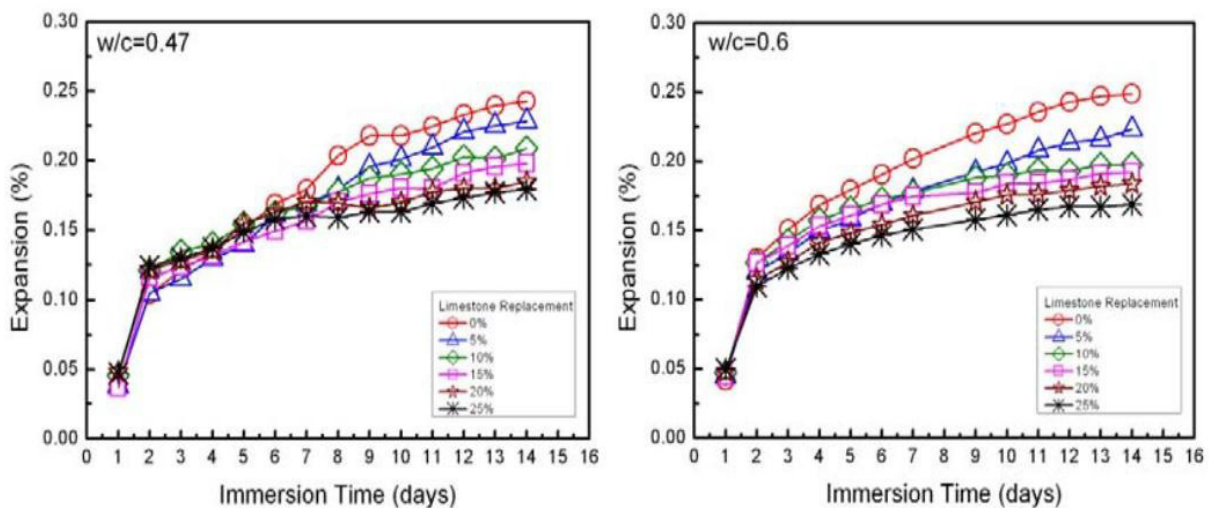 w/c=0.47
Expansion (%)
0.30
0.25
0.20
0.15
0.10
0.05
0.00
Limestone Replacement
0%
5%
10%
15%
20%
25%
0 1 2 3 4 5 6 7 8 9 10 11 12 13 14 15 16
Immersion Time (days)
w/c=0.6
Expansion (%)
0.30
0.25
0.20
0.15
0.10
0.05
0.00
Limestone Replacement
0%
5%
10%
15%
20%
25%
0 1 2 3 4 5 6 7 8 9 10 11 12 13 14 15 16
Immersion Time (days)